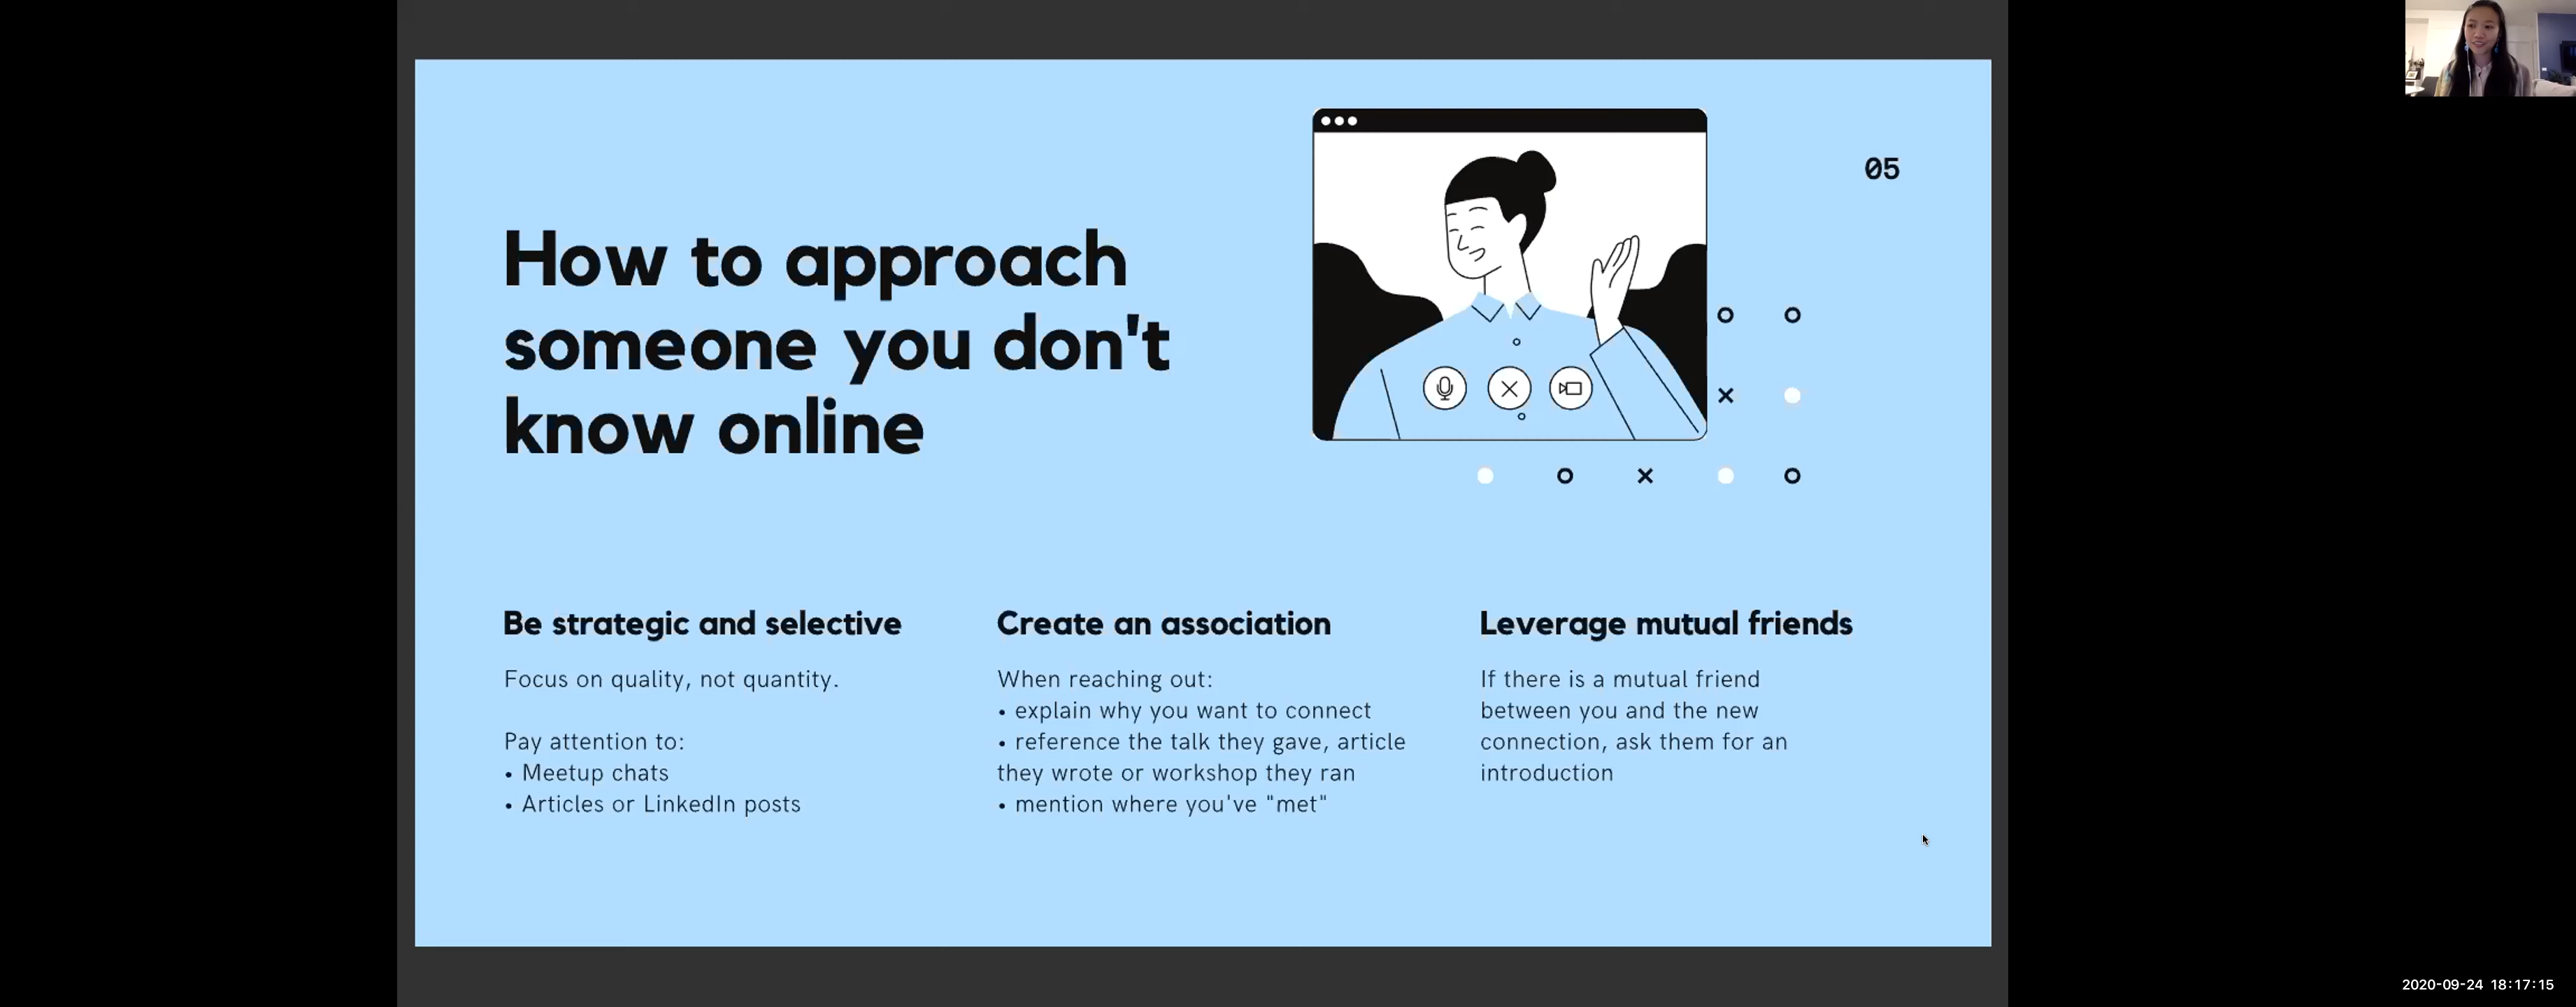 05
How to approach
someone you don't
know online
Be strategic and selective
Focus on quality, not quantity.
Pay attention to:
• Meetup chats
• Articles or LinkedIn posts
Create an association
When reaching out:
• explain why you want to connect
• reference the talk they gave, article
they wrote or workshop they ran
• mention where you've "met"
Leverage mutual friends
If there is a mutual friend
between you and the new
connection, ask them for an
introduction
2020-09-24 18:17:15